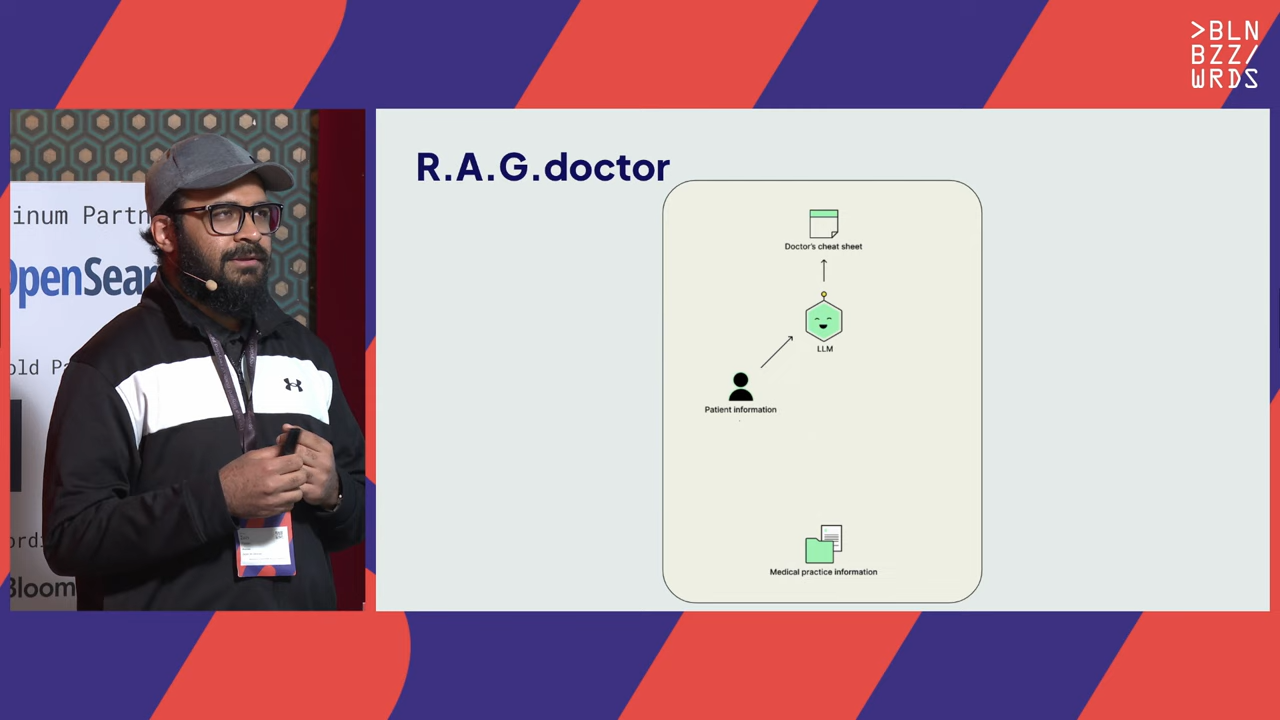 >BLN
BZZ/
WRDS
inum Partn
OpenSear
old Pa
ordi
Bloom
R.A.G.doctor
Doctor's cheat sheet
LLM
Patient information
Medical practice information